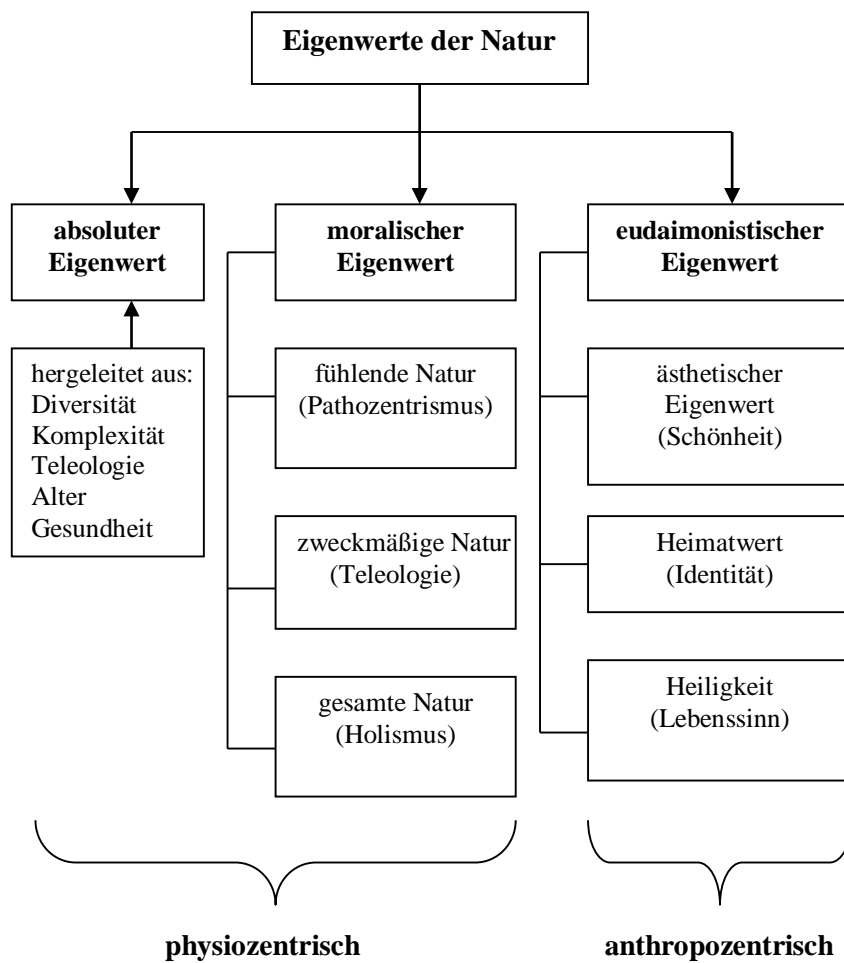 Eigenwerte der Natur
absoluter
Eigenwert
moralischer
Eigenwert
eudaimonistischer
Eigenwert
hergeleitet aus:
Diversität
Komplexität
Teleologie
Alter
Gesundheit
fühlende Natur
(Pathozentrismus)
zweckmäßige Natur
(Teleologie)
gesamte Natur
(Holismus)
ästhetischer
Eigenwert
(Schönheit)
Heimatwert
(Identität)
Heiligkeit
(Lebenssinn)
physiozentrisch
anthropozentrisch